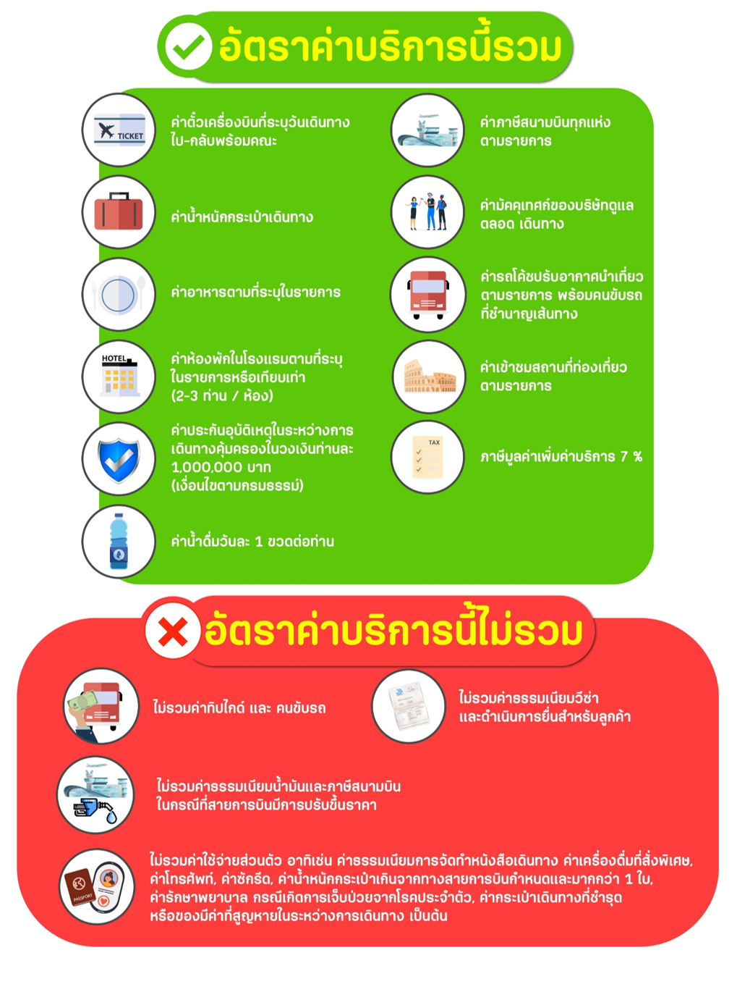 อัตราค่าบริการนี้รวม
TICKET
ค่าตั๋วเครื่องบินที่ระบุวันเดินทาง
ไป-กลับพร้อมคณะ
ค่าน้ำหนักกระเป๋าเดินทาง
ค่าอาหารตามที่ระบุในรายการ
HOTEL
ค่าห้องพักในโรงแรมตามที่ระบุ
ในรายการหรือเทียบเท่า
(2-3 ท่าน / ห้อง)
ค่าประกันอุบัติเหตุในระหว่างการ
เดินทางคุ้มครองในวงเงินท่านละ
1,000,000 บาท
(เงื่อนไขตามกรมธรรม์)
ค่าน้ำดื่มวันละ 1 ขวดต่อท่าน
ค่าภาษีสนามบินทุกแห่ง
ตามรายการ
ค่ามัคคุเทศก์ของบริษัทดูแล
ตลอด เดินทาง
ค่ารถโค้ชปรับอากาศนำเที่ยว
ตามรายการ พร้อมคนขับรถ
ที่ชำนาญเส้นทาง
ค่าเข้าชมสถานที่ท่องเที่ยว
ตามรายการ
TAX
ภาษีมูลค่าเพิ่มค่าบริการ 7 %
อัตราค่าบริการนี้ไม่รวม
ไม่รวมค่าทิปไกด์ และ คนขับรถ
ไม่รวมค่าธรรมเนียมวีซ่า
และดำเนินการยื่นสำหรับลูกค้า
ไม่รวมค่าธรรมเนียมน้ำมันและภาษีสนามบิน
ในกรณีที่สายการบินมีการปรับขึ้นราคา
PASSPORT
ไม่รวมค่าใช้จ่ายส่วนตัว อาทิเช่น ค่าธรรมเนียมการจัดทำหนังสือเดินทาง ค่าเครื่องดื่มที่สั่งพิเศษ,
ค่าโทรศัพท์, ค่าซักรีด, ค่าน้ำหนักกระเป๋าเกินจากทางสายการบินกำหนดและมากกว่า 1 ใบ,
ค่ารักษาพยาบาล กรณีเกิดการเจ็บป่วยจากโรคประจำตัว, ค่ากระเป๋าเดินทางที่ชำรุด
หรือของมีค่าที่สูญหายในระหว่างการเดินทาง เป็นต้น